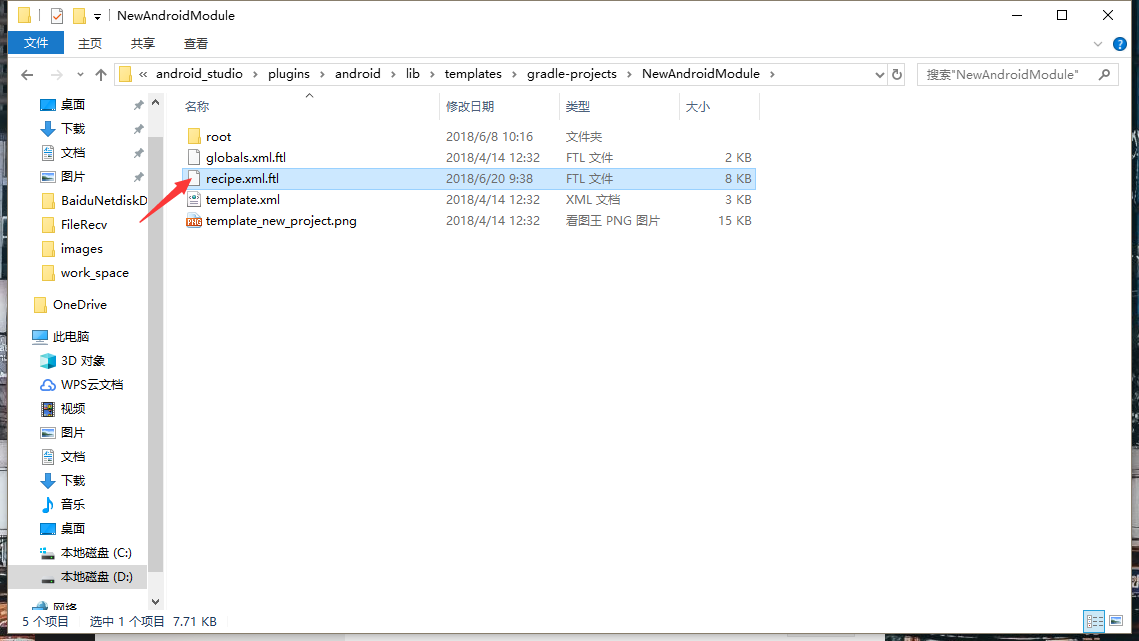 NewAndroidModule
文件 主页 共享 查看
« android_studio › plugins › android › lib › templates › gradle-projects › NewAndroidModule ›
搜索"NewAndroidModule"
名称 修改日期 类型 大小
root 2018/6/8 10:16 文件夹
globals.xml.ftl 2018/4/14 12:32 FTL 文件 2 KB
recipe.xml.ftl 2018/6/20 9:38 FTL 文件 8 KB
template.xml 2018/4/14 12:32 XML 文档 3 KB
template_new_project.png 2018/4/14 12:32 看图王 PNG 图片 15 KB
桌面
下载
文档
图片
BaiduNetdiskD
FileRecv
images
work_space
OneDrive
此电脑
3D 对象
WPS云文档
视频
图片
文档
下载
音乐
桌面
本地磁盘 (C:)
本地磁盘 (D:)
网络
5 个项目 选中 1 个项目 7.71 KB